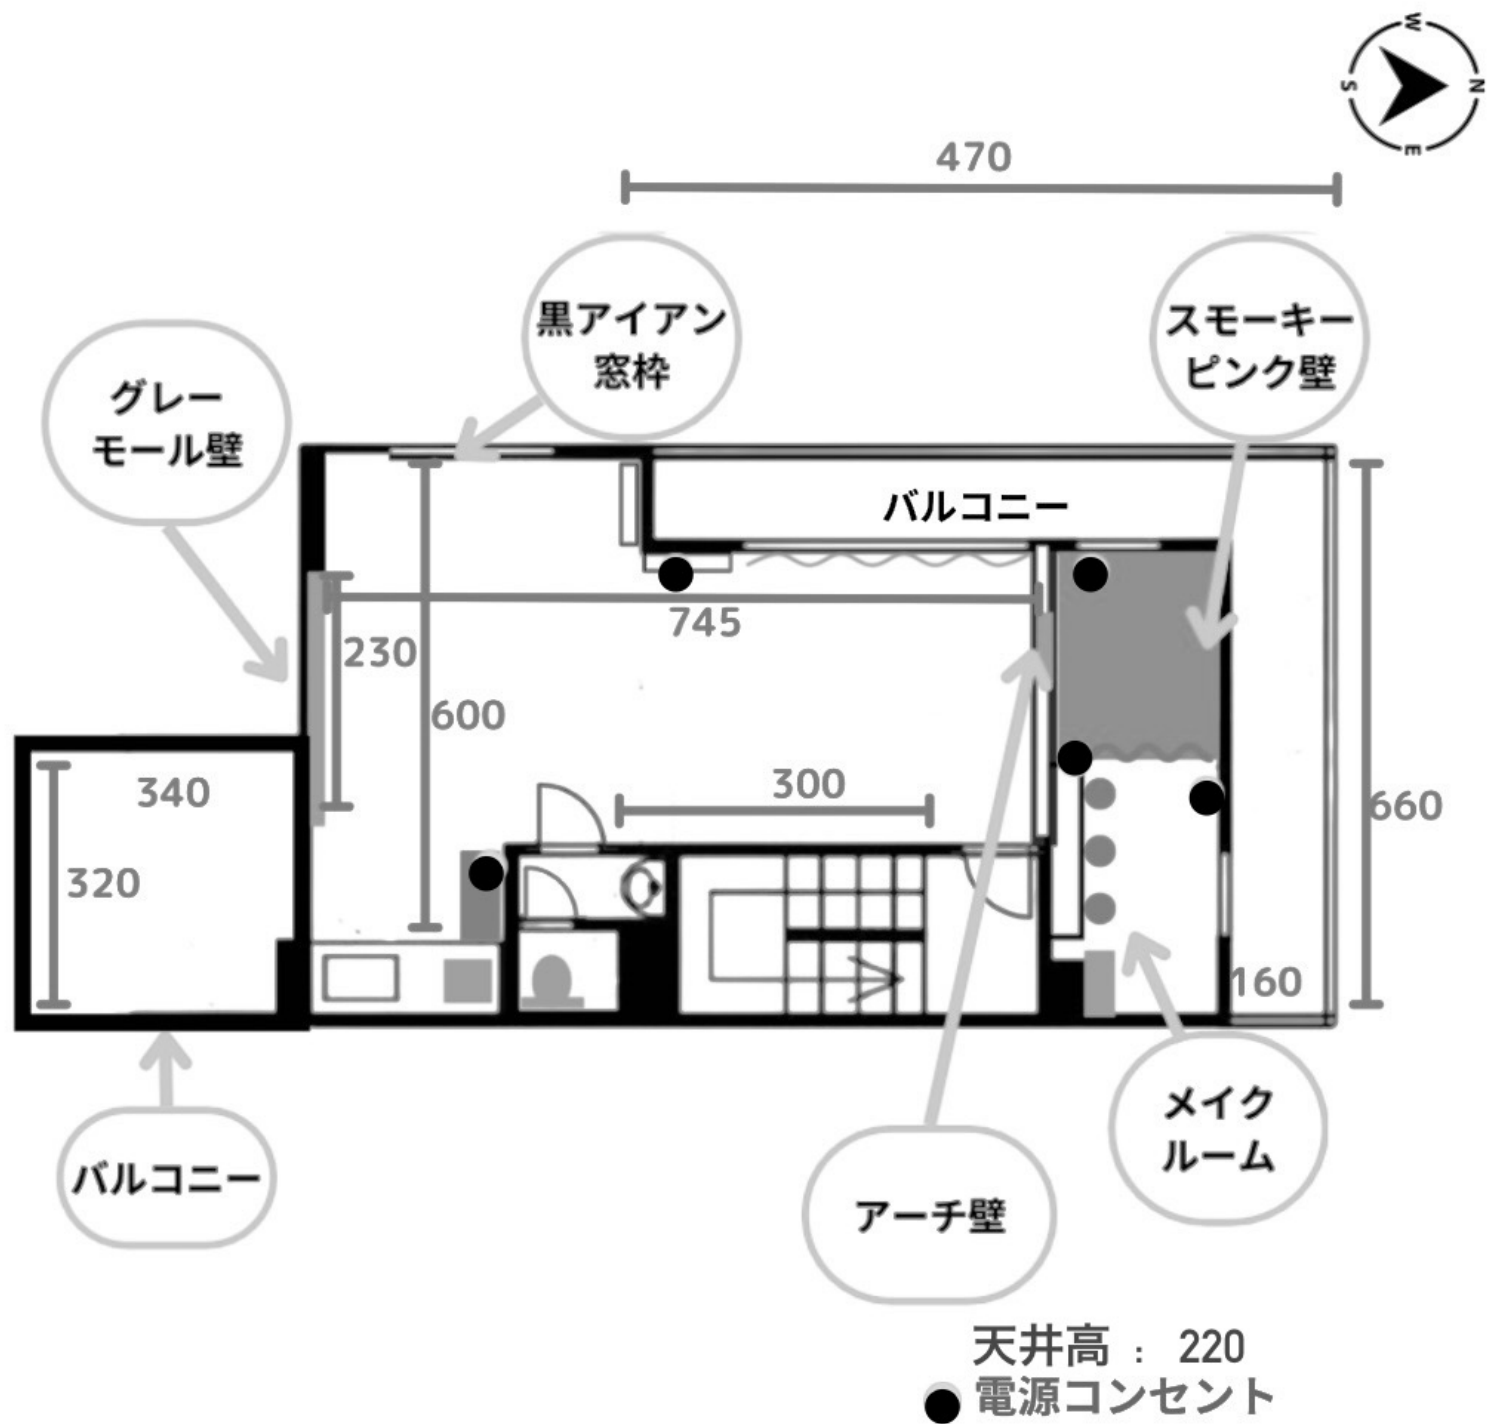 W
N
S
E
470
黒アイアン
窓枠
スモーキー
ピンク壁
グレー
モール壁
バルコニー
745
230
600
300
340
320
660
160
メイク
ルーム
バルコニー
アーチ壁
天井高 : 220
電源コンセント